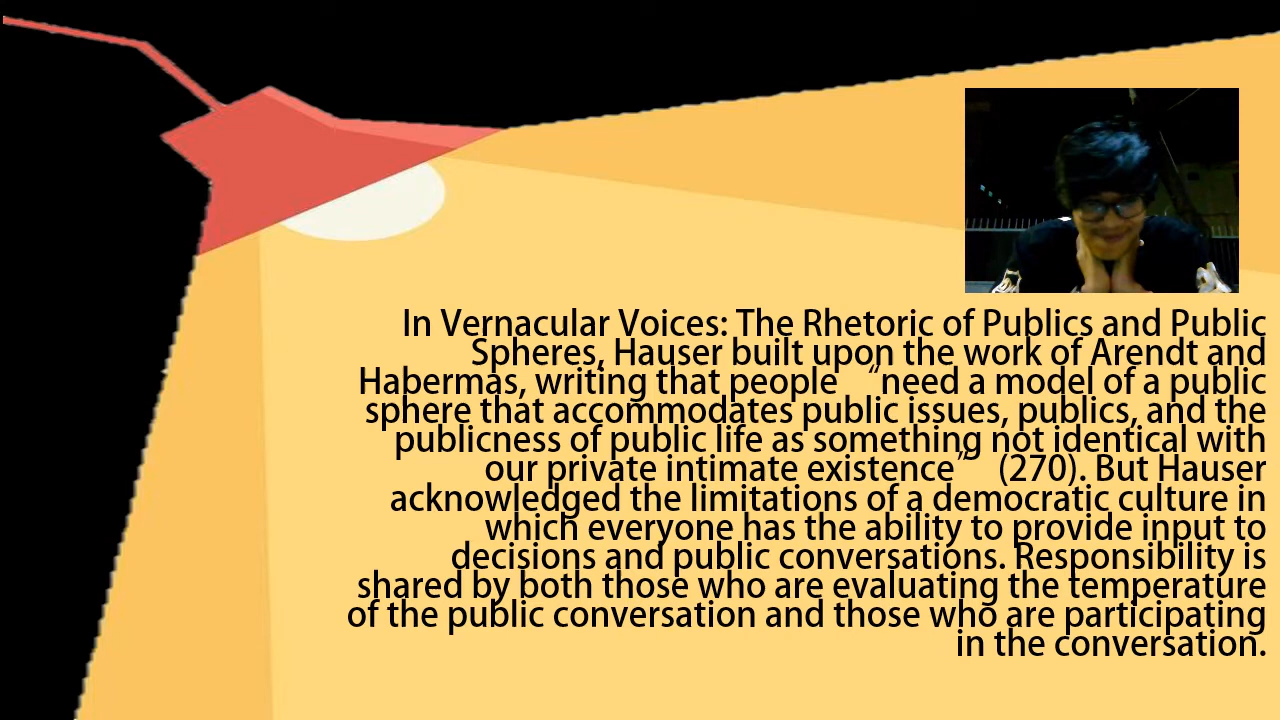 In Vernacular Voices: The Rhetoric of Publics and Public
Spheres, Hauser built upon the work of Arendt and
Habermas, writing that people “need a model of a public
sphere that accommodates public issues, publics, and the
publicness of public life as something not identical with
our private intimate existence” (270). But Hauser
acknowledged the limitations of a democratic culture in
which everyone has the ability to provide input to
decisions and public conversations. Responsibility is
shared by both those who are evaluating the temperature
of the public conversation and those who are participating
in the conversation.